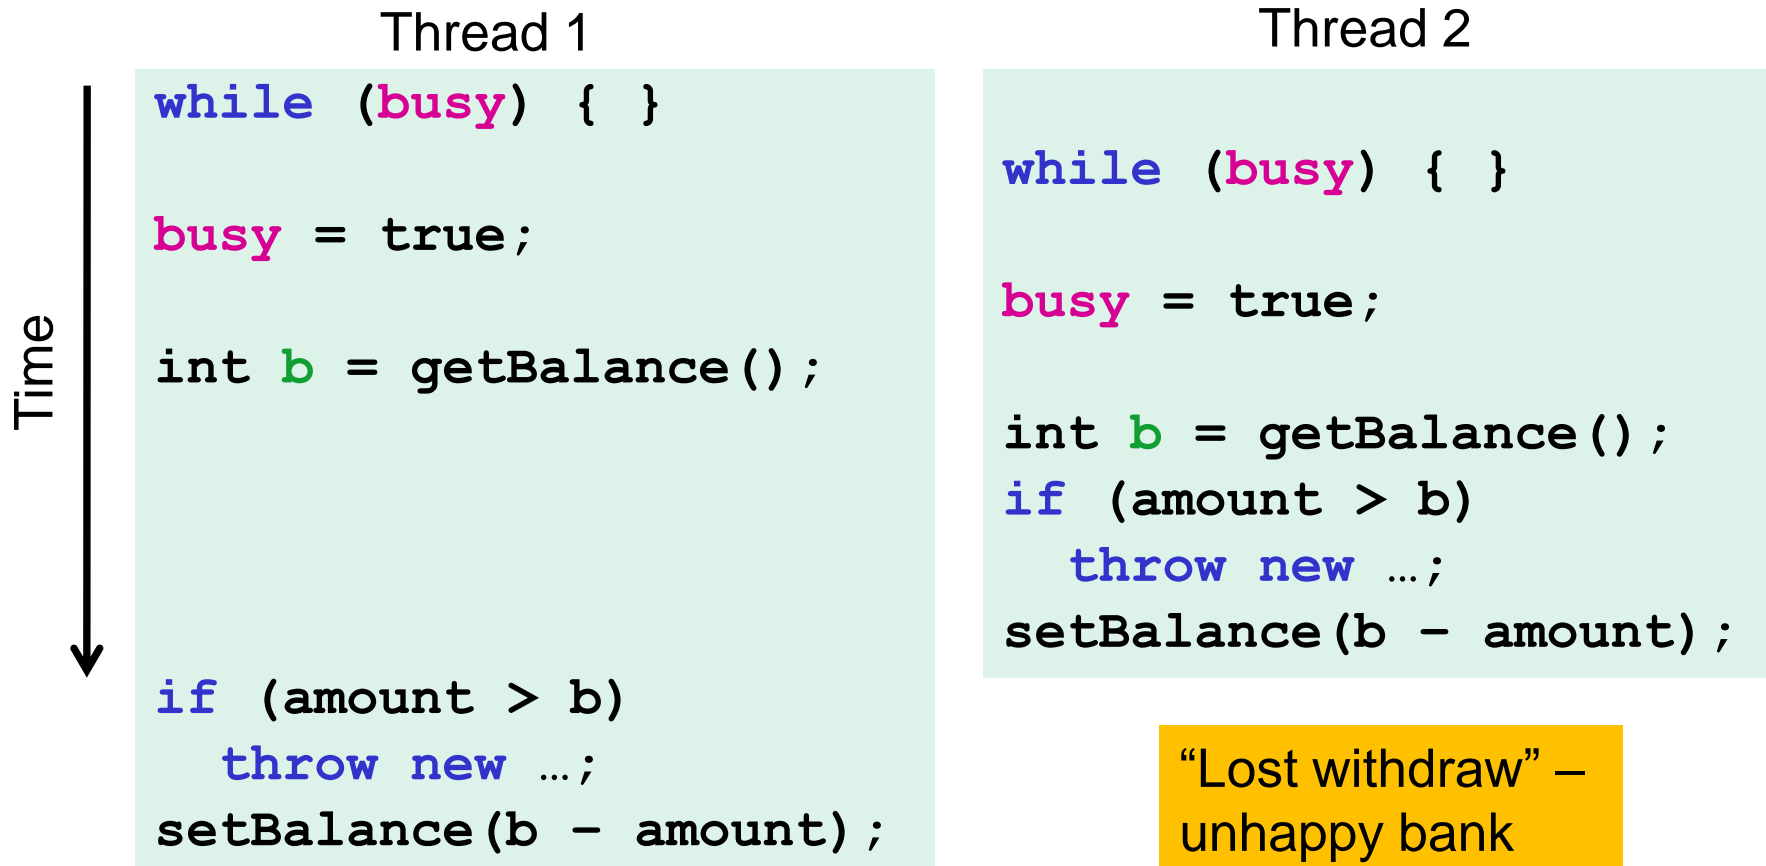 Thread 1
while (busy) { }
busy = true;
int b = getBalance();
if (amount > b)
throw new …;
setBalance(b – amount);
Thread 2
while (busy) { }
busy = true;
int b = getBalance();
if (amount > b)
throw new …;
setBalance(b – amount);
Time
“Lost withdraw” –
unhappy bank